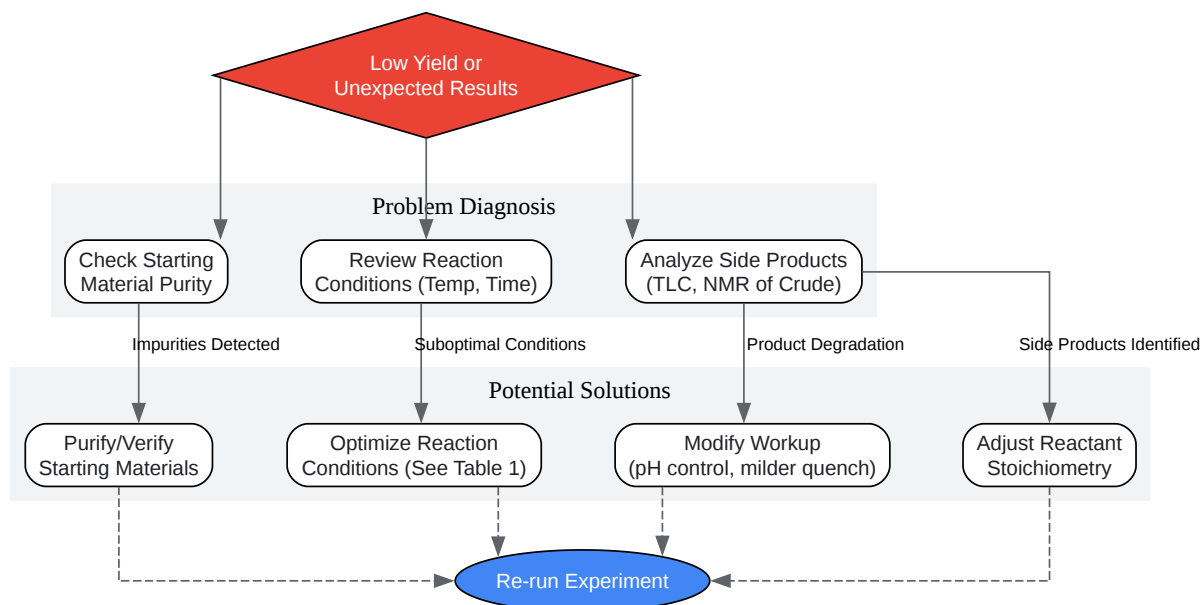 Low Yield or
Unexpected Results
Problem Diagnosis
Check Starting
Material Purity
Review Reaction
Conditions (Temp, Time)
Analyze Side Products
(TLC, NMR of Crude)
Impurities Detected
Suboptimal Conditions
Product Degradation
Side Products Identified
Potential Solutions
Purify/Verify
Starting Materials
Optimize Reaction
Conditions (See Table 1)
Modify Workup
(pH control, milder quench)
Adjust Reactant
Stoichiometry
Re-run Experiment